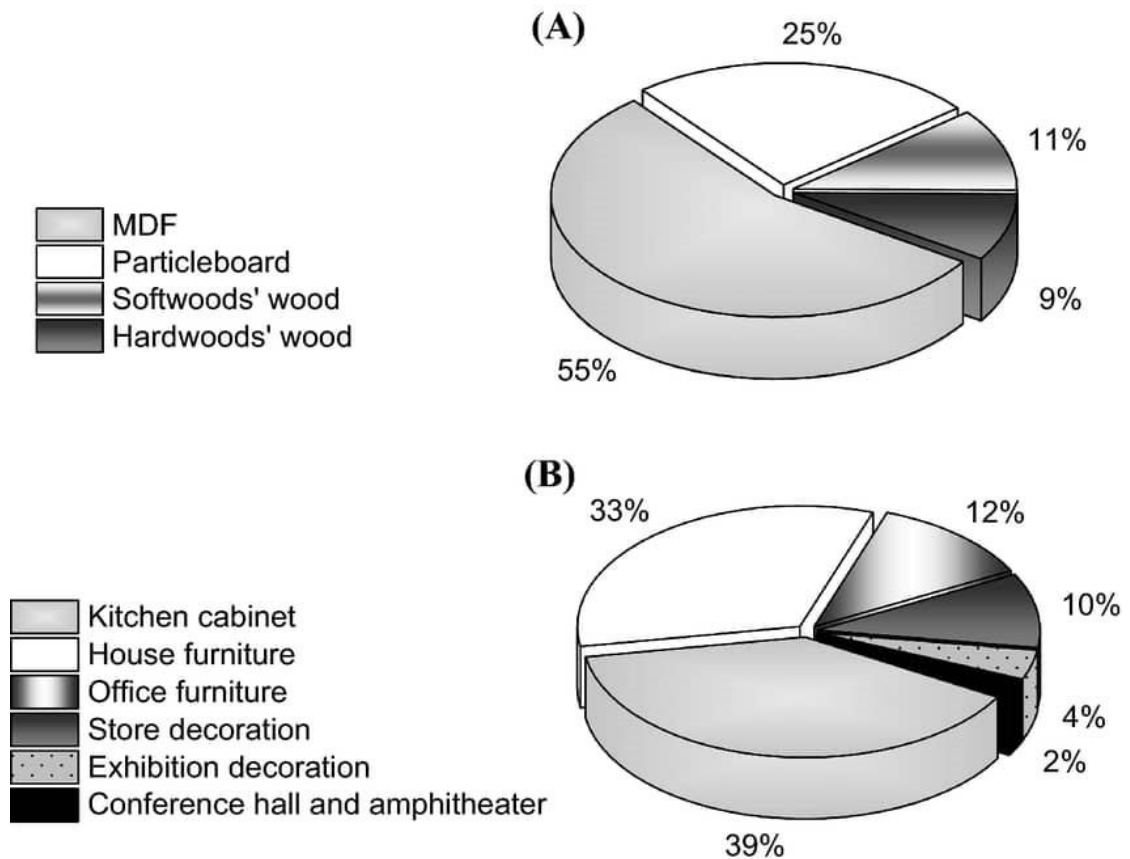 (A)
25%
11%
MDF
Particleboard
Softwoods' wood
Hardwoods' wood
9%
55%
(B)
33%
12%
10%
Kitchen cabinet
House furniture
Office furniture
Store decoration
Exhibition decoration
Conference hall and amphitheater
4%
2%
39%